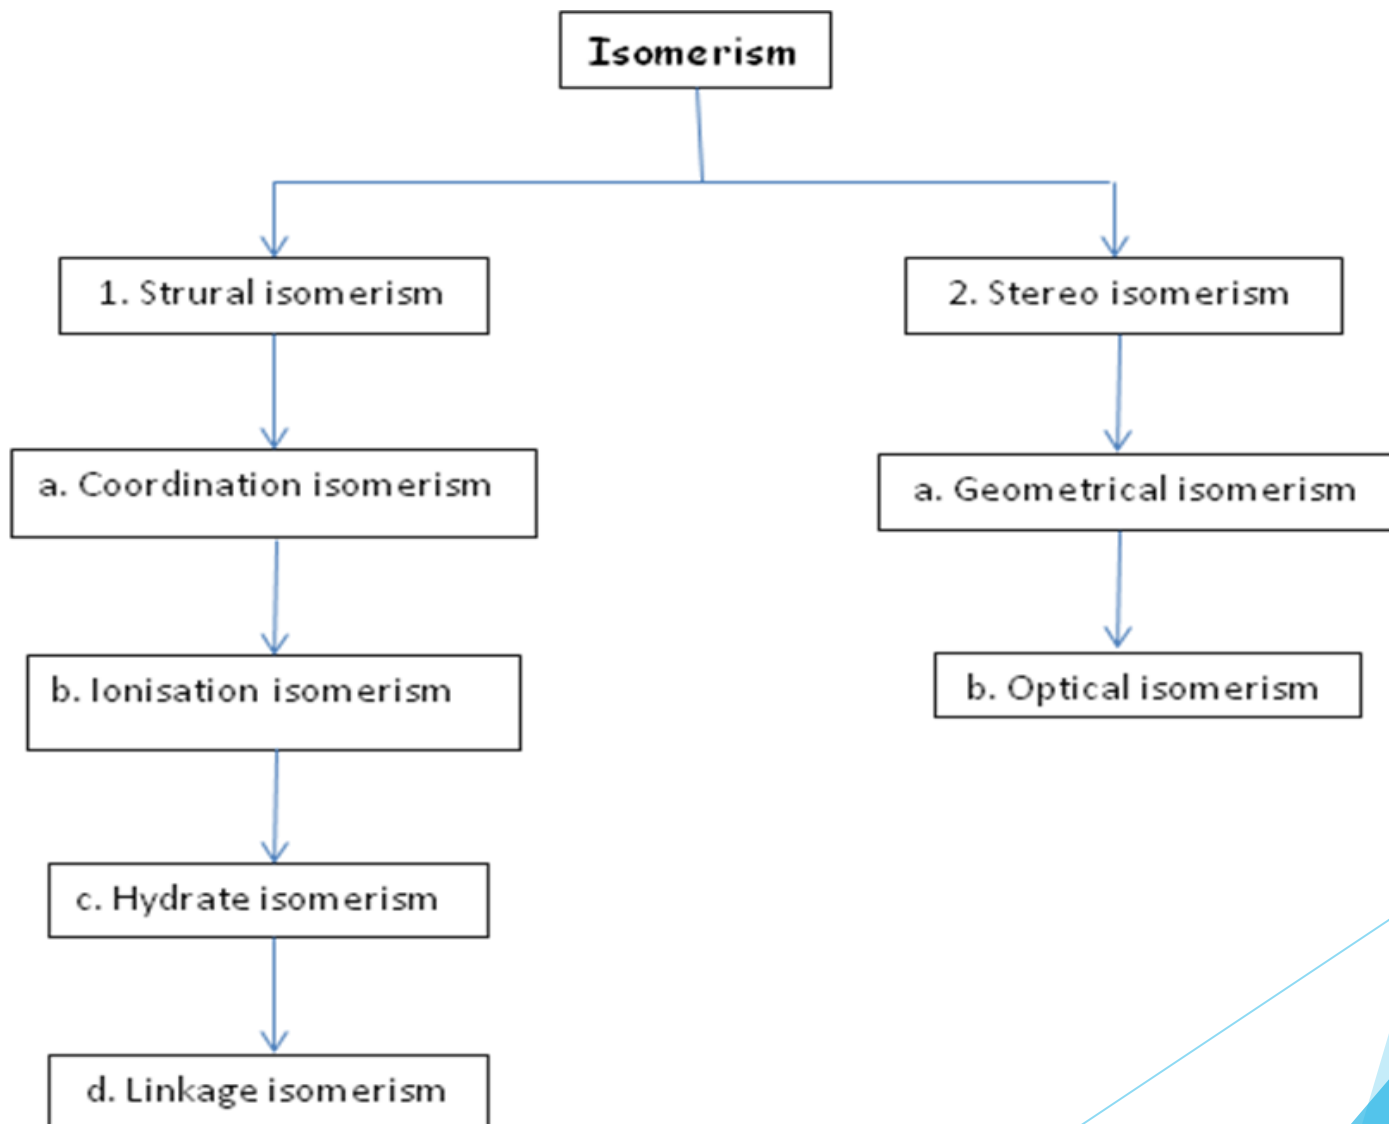 Isomerism
1. Strural isomerism
2. Stereo isomerism
a. Coordination isomerism
a. Geometrical isomerism
b. Ionisation isomerism
b. Optical isomerism
c. Hydrate isomerism
d. Linkage isomerism